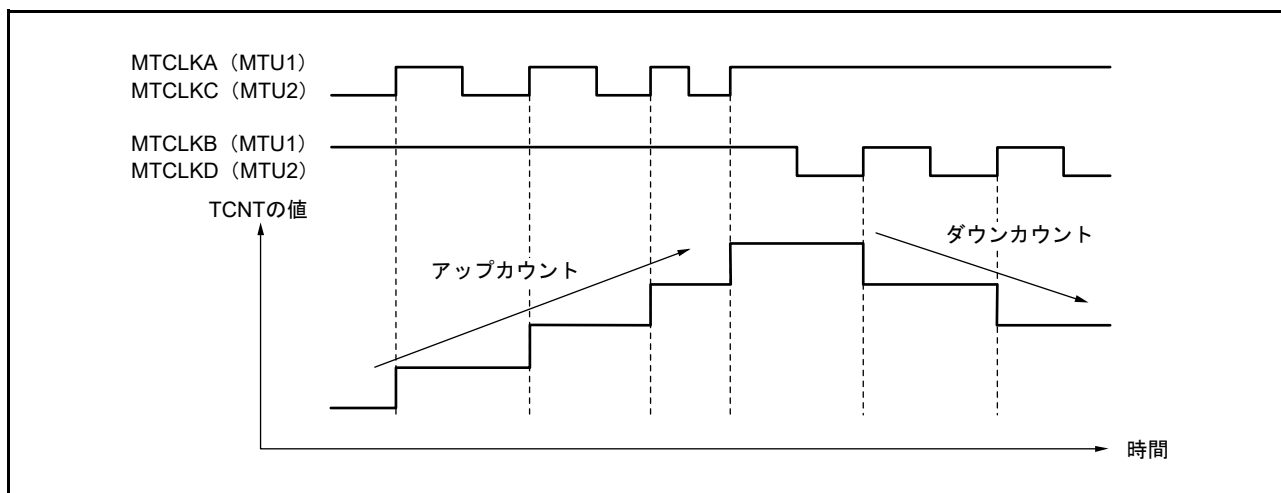 MTCLKA（MTU1）
MTCLKC（MTU2）
MTCLKB（MTU1）
MTCLKD（MTU2）
TCNTの値
アップカウント
ダウンカウント
時間